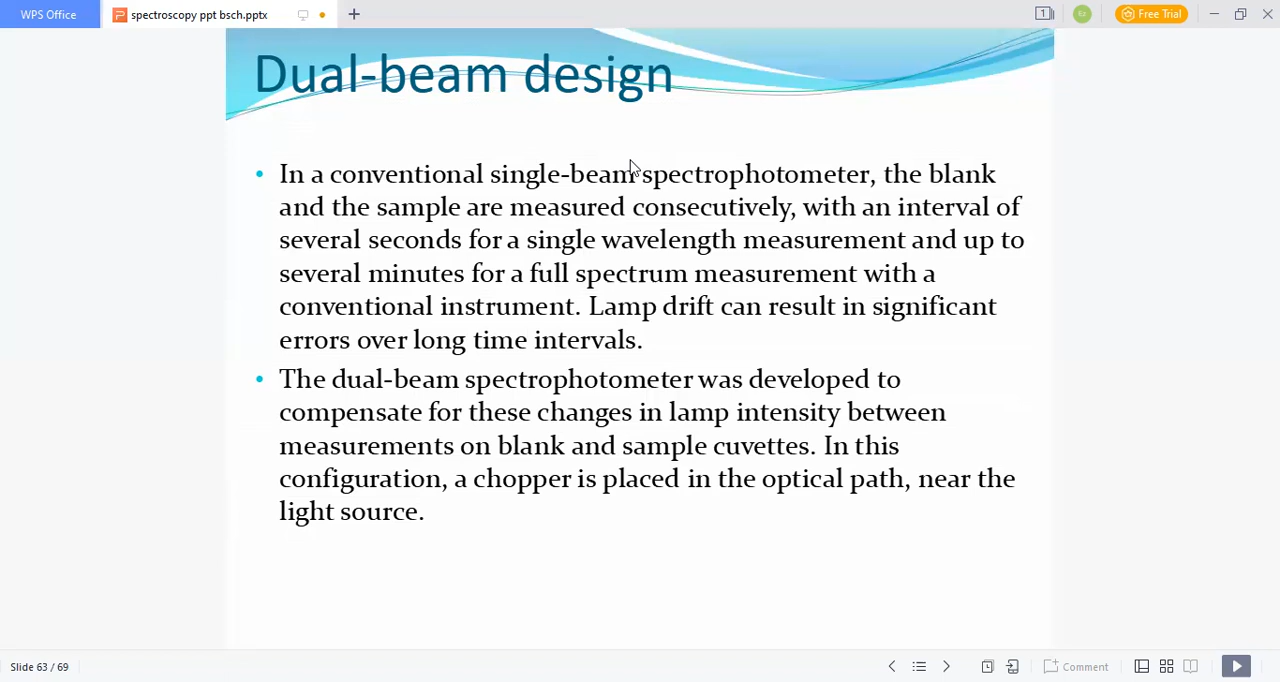 WPS Office
spectroscopy ppt bsch.pptx
1
Ez
Free Trial
Dual-beam design
• In a conventional single-beam spectrophotometer, the blank
and the sample are measured consecutively, with an interval of
several seconds for a single wavelength measurement and up to
several minutes for a full spectrum measurement with a
conventional instrument. Lamp drift can result in significant
errors over long time intervals.
• The dual-beam spectrophotometer was developed to
compensate for these changes in lamp intensity between
measurements on blank and sample cuvettes. In this
configuration, a chopper is placed in the optical path, near the
light source.
Slide 63 / 69
Comment